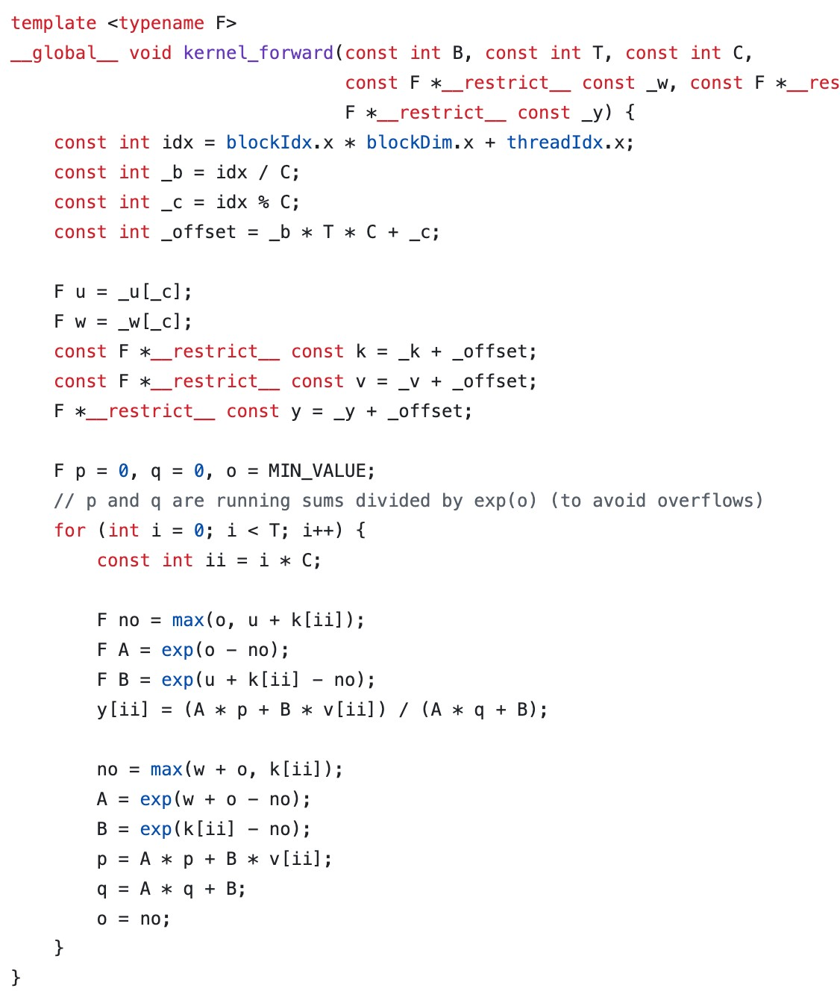 template <typename F>
__global__ void kernel_forward(const int B, const int T, const int C,
                               const F *__restrict__ const _w, const F *__res
                               F *__restrict__ const _y) {
    const int idx = blockIdx.x * blockDim.x + threadIdx.x;
    const int _b = idx / C;
    const int _c = idx % C;
    const int _offset = _b * T * C + _c;

    F u = _u[_c];
    F w = _w[_c];
    const F *__restrict__ const k = _k + _offset;
    const F *__restrict__ const v = _v + _offset;
    F *__restrict__ const y = _y + _offset;

    F p = 0, q = 0, o = MIN_VALUE;
    // p and q are running sums divided by exp(o) (to avoid overflows)
    for (int i = 0; i < T; i++) {
        const int ii = i * C;

        F no = max(o, u + k[ii]);
        F A = exp(o - no);
        F B = exp(u + k[ii] - no);
        y[ii] = (A * p + B * v[ii]) / (A * q + B);

        no = max(w + o, k[ii]);
        A = exp(w + o - no);
        B = exp(k[ii] - no);
        p = A * p + B * v[ii];
        q = A * q + B;
        o = no;
    }
}